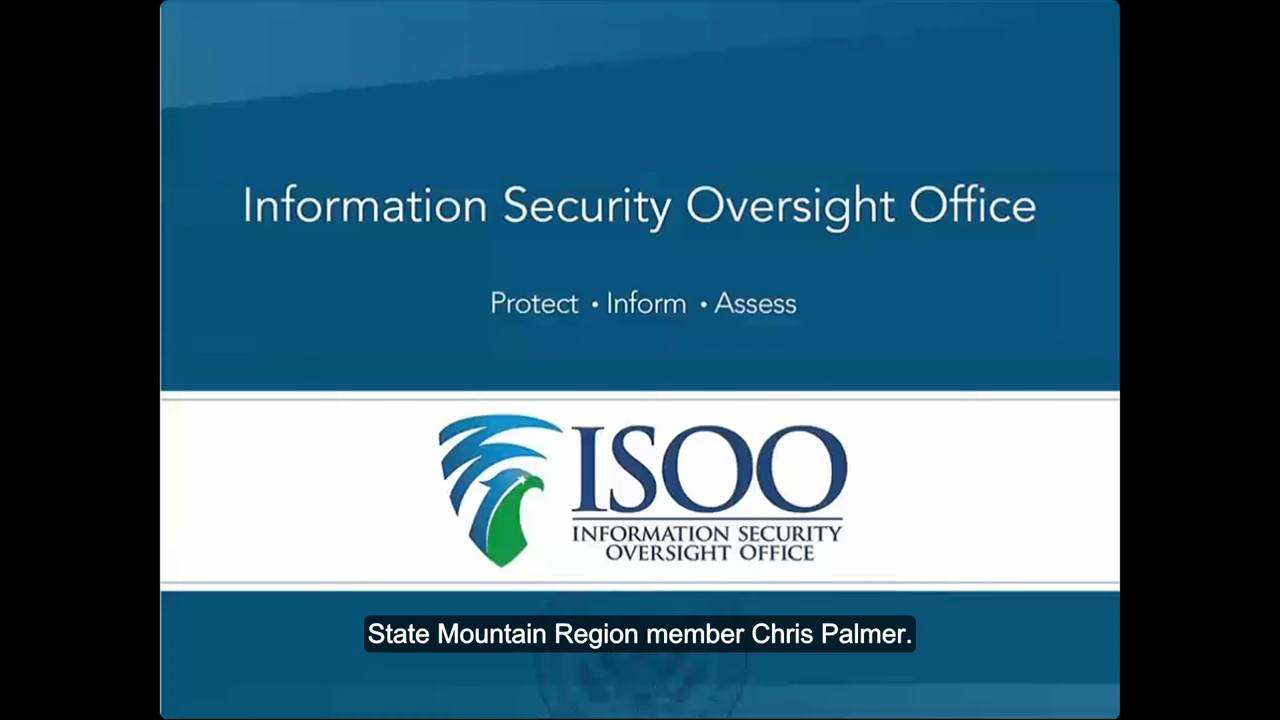 Information Security Oversight Office
Protect • Inform • Assess
ISOO
INFORMATION SECURITY
OVERSIGHT OFFICE
State Mountain Region member Chris Palmer.